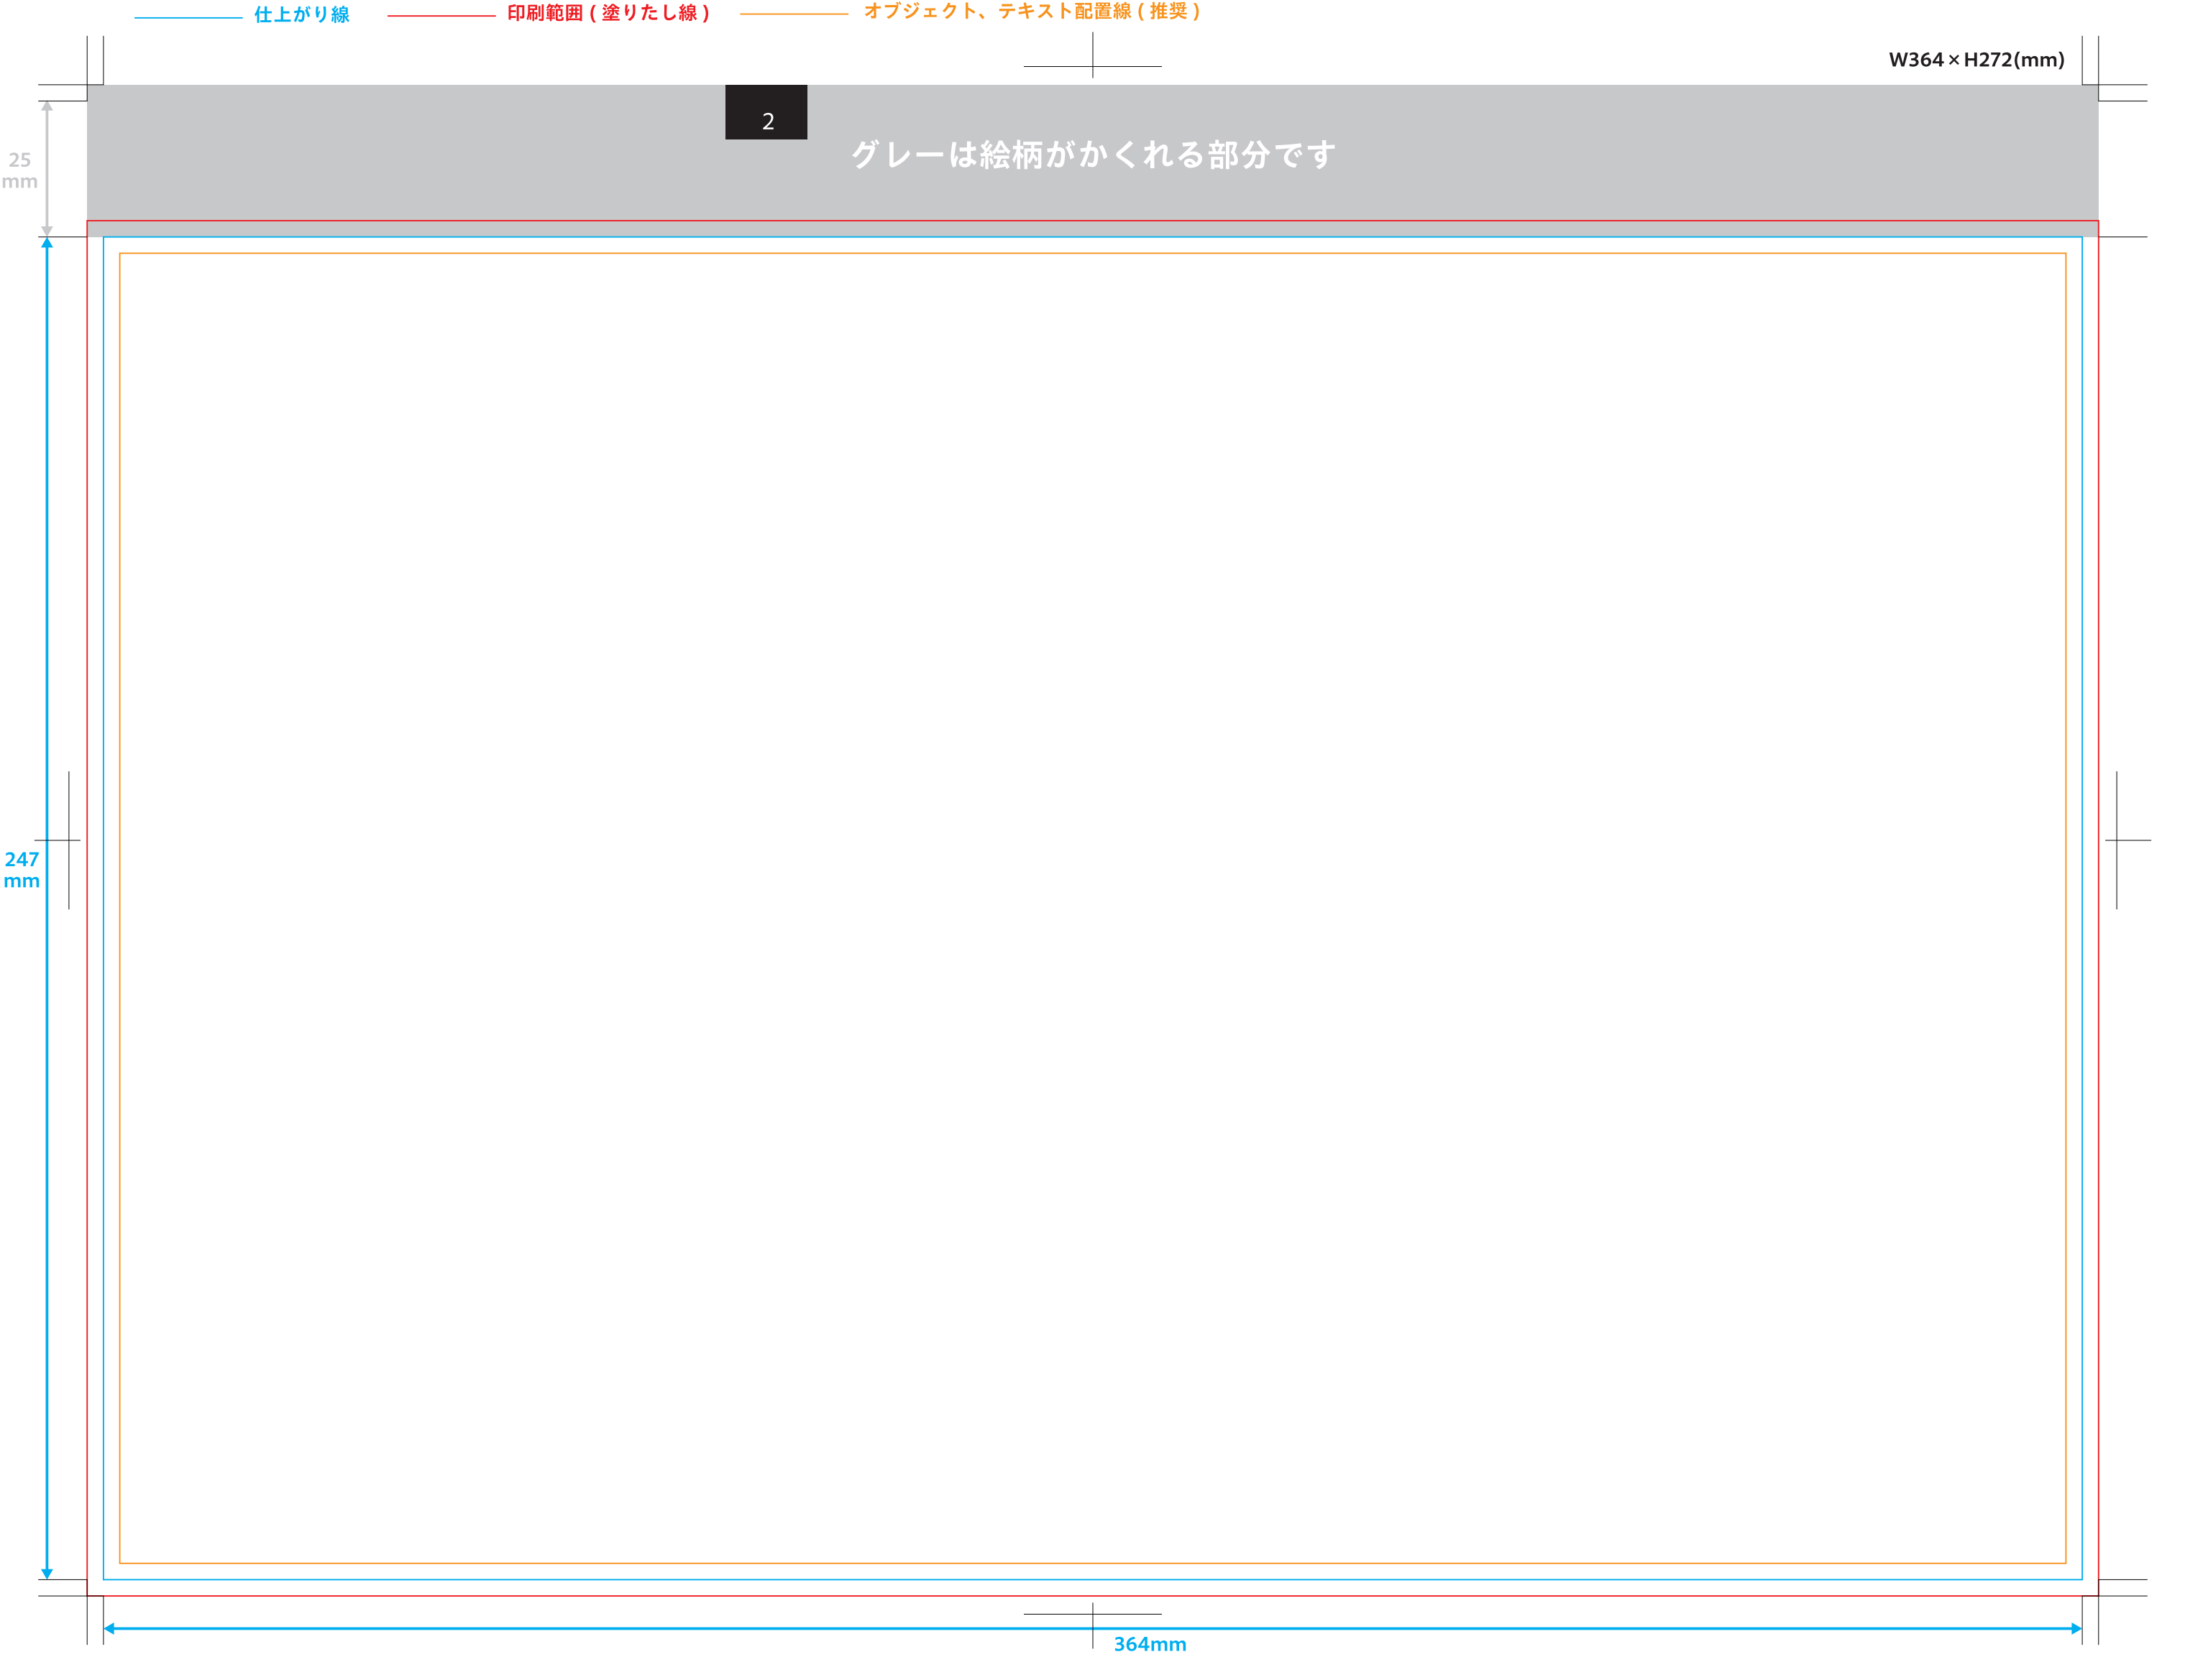 仕上がり線
印刷範囲 ( 塗りたし線 )
オブジェクト、テキスト配置線 ( 推奨 )
W364×H272(mm)
2
グレーは絵柄ががくれる部分です
25
mm
247
mm
364mm